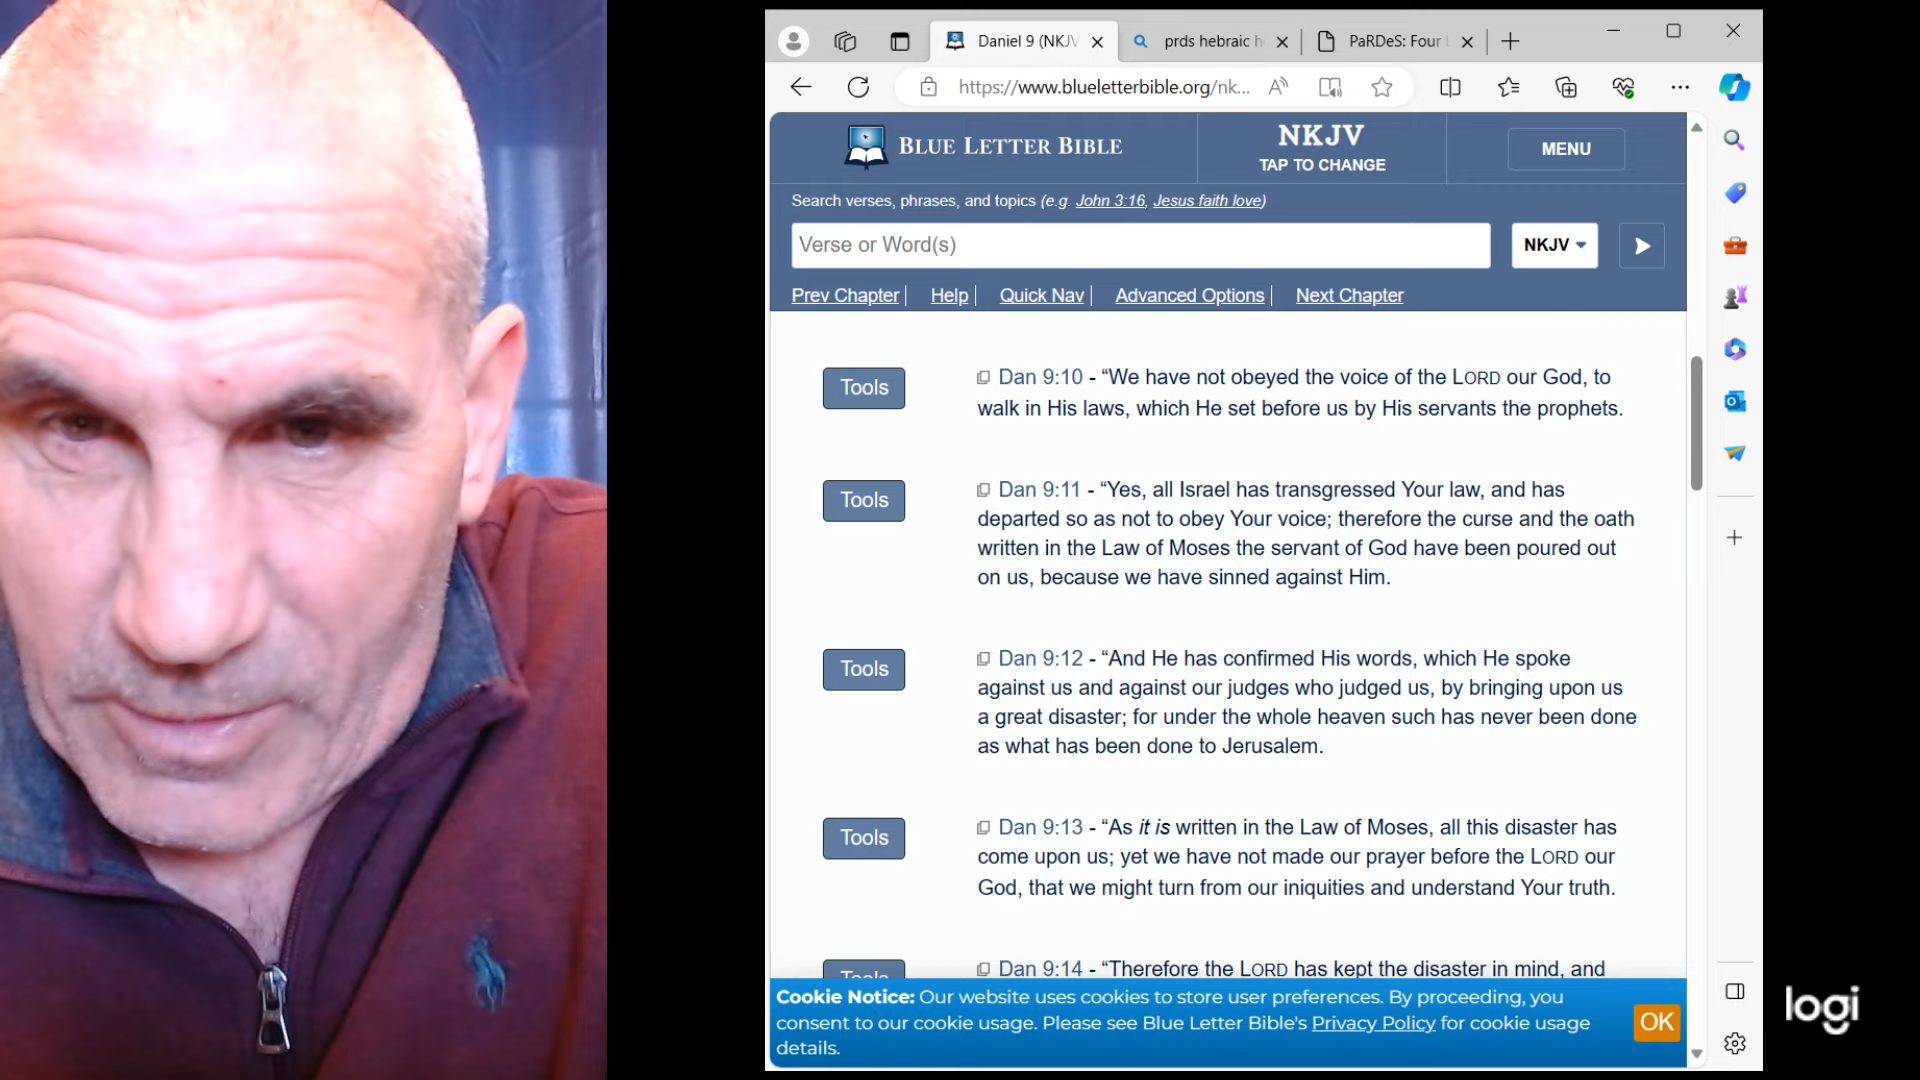 Daniel 9 (NKJV
prds hebraic h
PaRDeS: Four
https://www.blueletterbible.org/nk...
BLUE LETTER BIBLE
NKJV
TAP TO CHANGE
MENU
Search verses, phrases, and topics (e.g. John 3:16, Jesus faith love)
Verse or Word(s)
NKJV
Prev Chapter | Help | Quick Nav | Advanced Options | Next Chapter
Tools
Dan 9:10 - “We have not obeyed the voice of the LORD our God, to
walk in His laws, which He set before us by His servants the prophets.
Tools
Dan 9:11 - “Yes, all Israel has transgressed Your law, and has
departed so as not to obey Your voice; therefore the curse and the oath
written in the Law of Moses the servant of God have been poured out
on us, because we have sinned against Him.
Tools
Dan 9:12 - “And He has confirmed His words, which He spoke
against us and against our judges who judged us, by bringing upon us
a great disaster; for under the whole heaven such has never been done
as what has been done to Jerusalem.
Tools
Dan 9:13 - “As it is written in the Law of Moses, all this disaster has
come upon us; yet we have not made our prayer before the LORD our
God, that we might turn from our iniquities and understand Your truth.
Tools
Dan 9:14 - “Therefore the LORD has kept the disaster in mind, and
Cookie Notice: Our website uses cookies to store user preferences. By proceeding, you
consent to our cookie usage. Please see Blue Letter Bible's Privacy Policy for cookie usage
details.
OK
logi